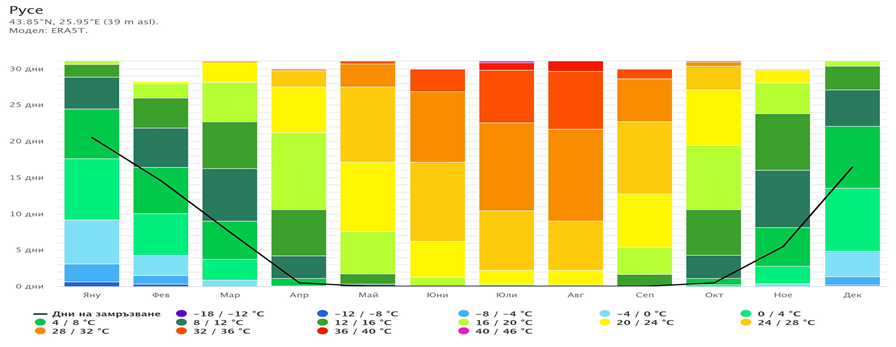 Русе
43.85°N, 25.95°E (39 m asl).
Модел: ERA5T.
30 дни
25 дни
20 дни
15 дни
10 дни
5 дни
0 дни
Яну Фев Мар Апр Май Юни Юли Авг Сеп Окт Ное Дек
Дни на замръзване -18 / -12 °C -12 / -8 °C -8 / -4 °C -4 / 0 °C 0 / 4 °C
4 / 8 °C 8 / 12 °C 12 / 16 °C 16 / 20 °C 20 / 24 °C 24 / 28 °C
28 / 32 °C 32 / 36 °C 36 / 40 °C 40 / 46 °C